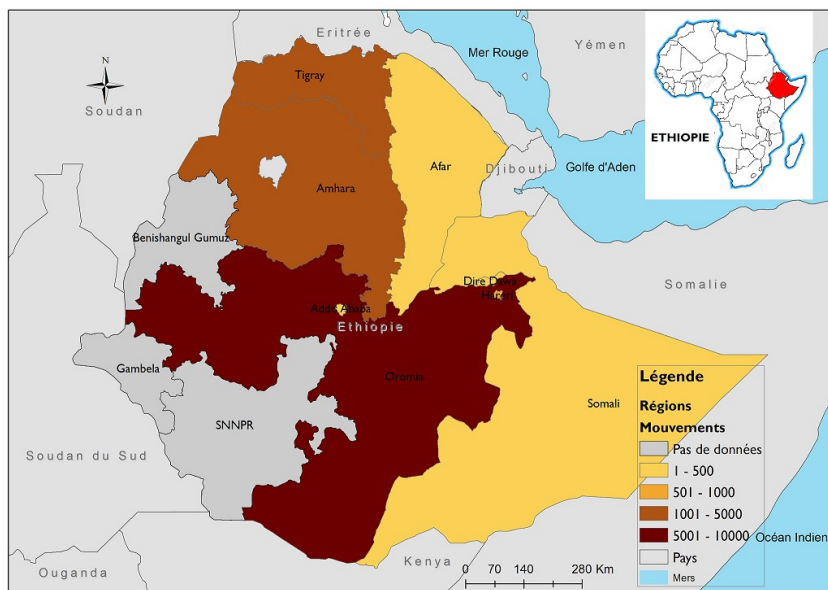 Eritrée
Mer Rouge
Yémen
N
Soudan
Tigray
ETHIOPIE
Afar
Djibouti
Golfe d'Aden
Amhara
Benishangul Gumuz
Dire Dawa
Harari
Somalie
Addis Ababa
Ethiopie
Gambela
Oromia
Somali
SNNPR
Soudan du Sud
Légende
Régions
Mouvements
Pas de données
1 - 500
501 - 1000
1001 - 5000
5001 - 10000
Pays
Mers
Océan Indien
Kenya
Ouganda
0 70 140 280 Km